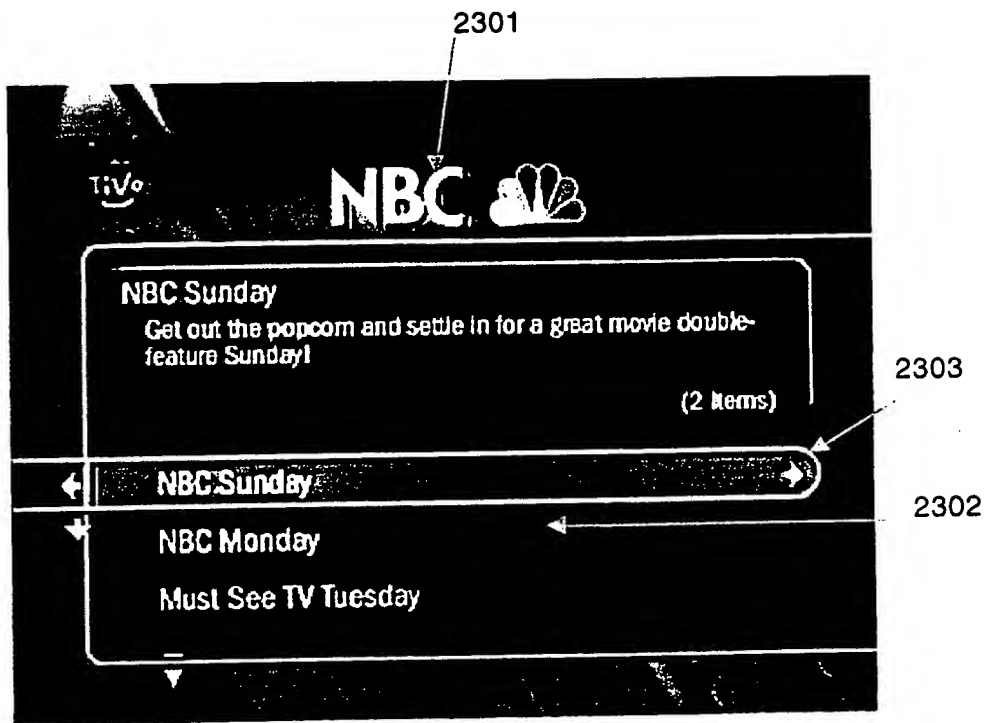 2301
TiVo
NBC
NBC Sunday
Get out the popcorn and settle in for a great movie double-
feature Sunday!
(2 Items)
2303
NBC Sunday
2302
NBC Monday
Must See TV Tuesday